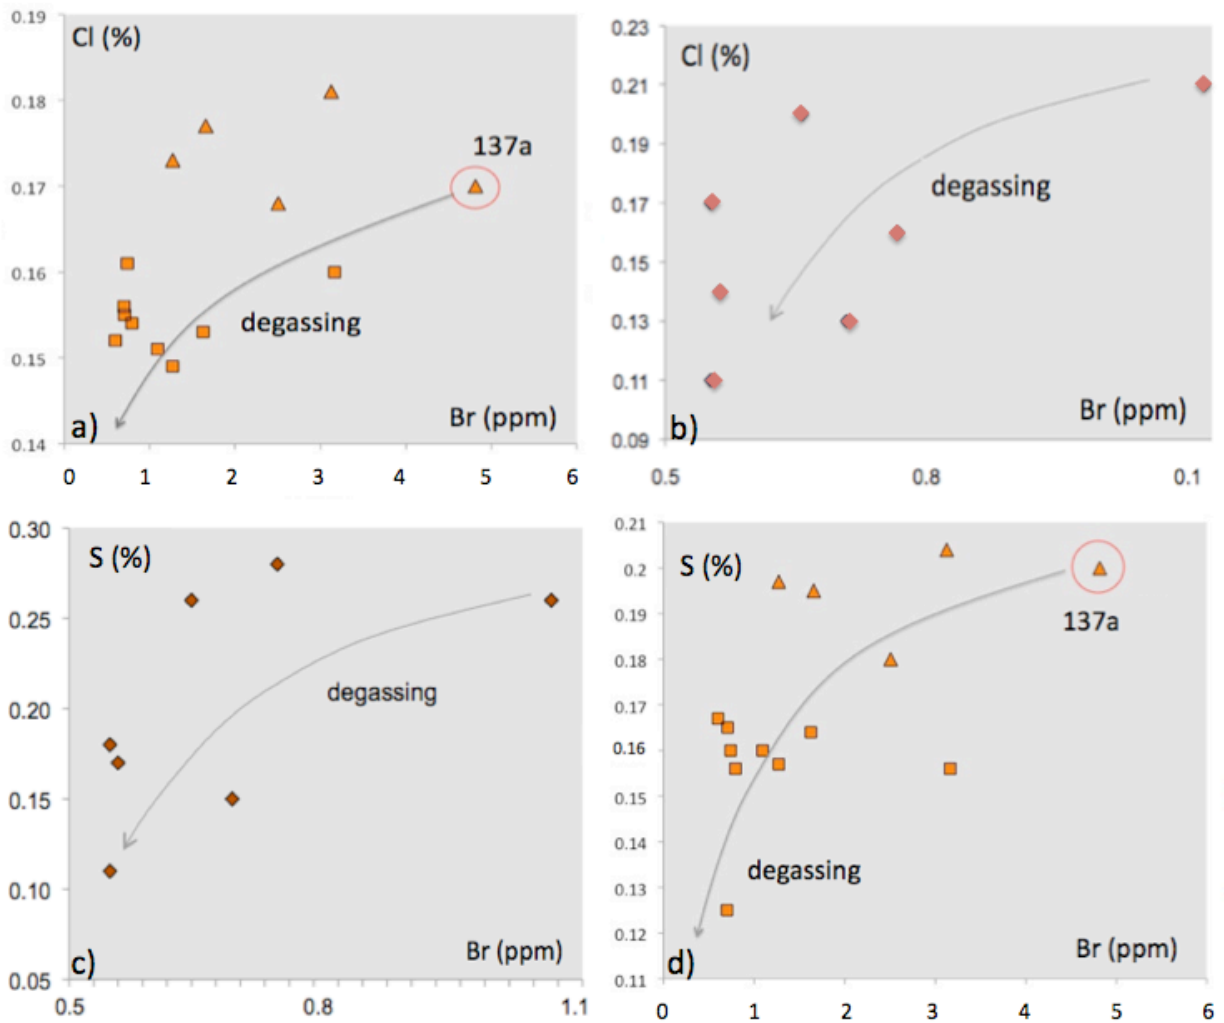 0.19
Cl (%)
0.18
137a
0.17
0.16
degassing
0.15
Br (ppm)
a)
0.14
0 1 2 3 4 5 6
0.23
Cl (%)
0.21
0.19
degassing
0.17
0.15
0.13
0.11
Br (ppm)
b)
0.09
0.5 0.8 0.1
0.30
S (%)
0.25
0.20
degassing
0.15
0.10
Br (ppm)
c)
0.05
0.5 0.8 1.1
0.21
S (%)
0.2
137a
0.19
0.18
0.17
0.16
0.15
0.14
degassing
0.13
0.12
Br (ppm)
d)
0.11
0 1 2 3 4 5 6